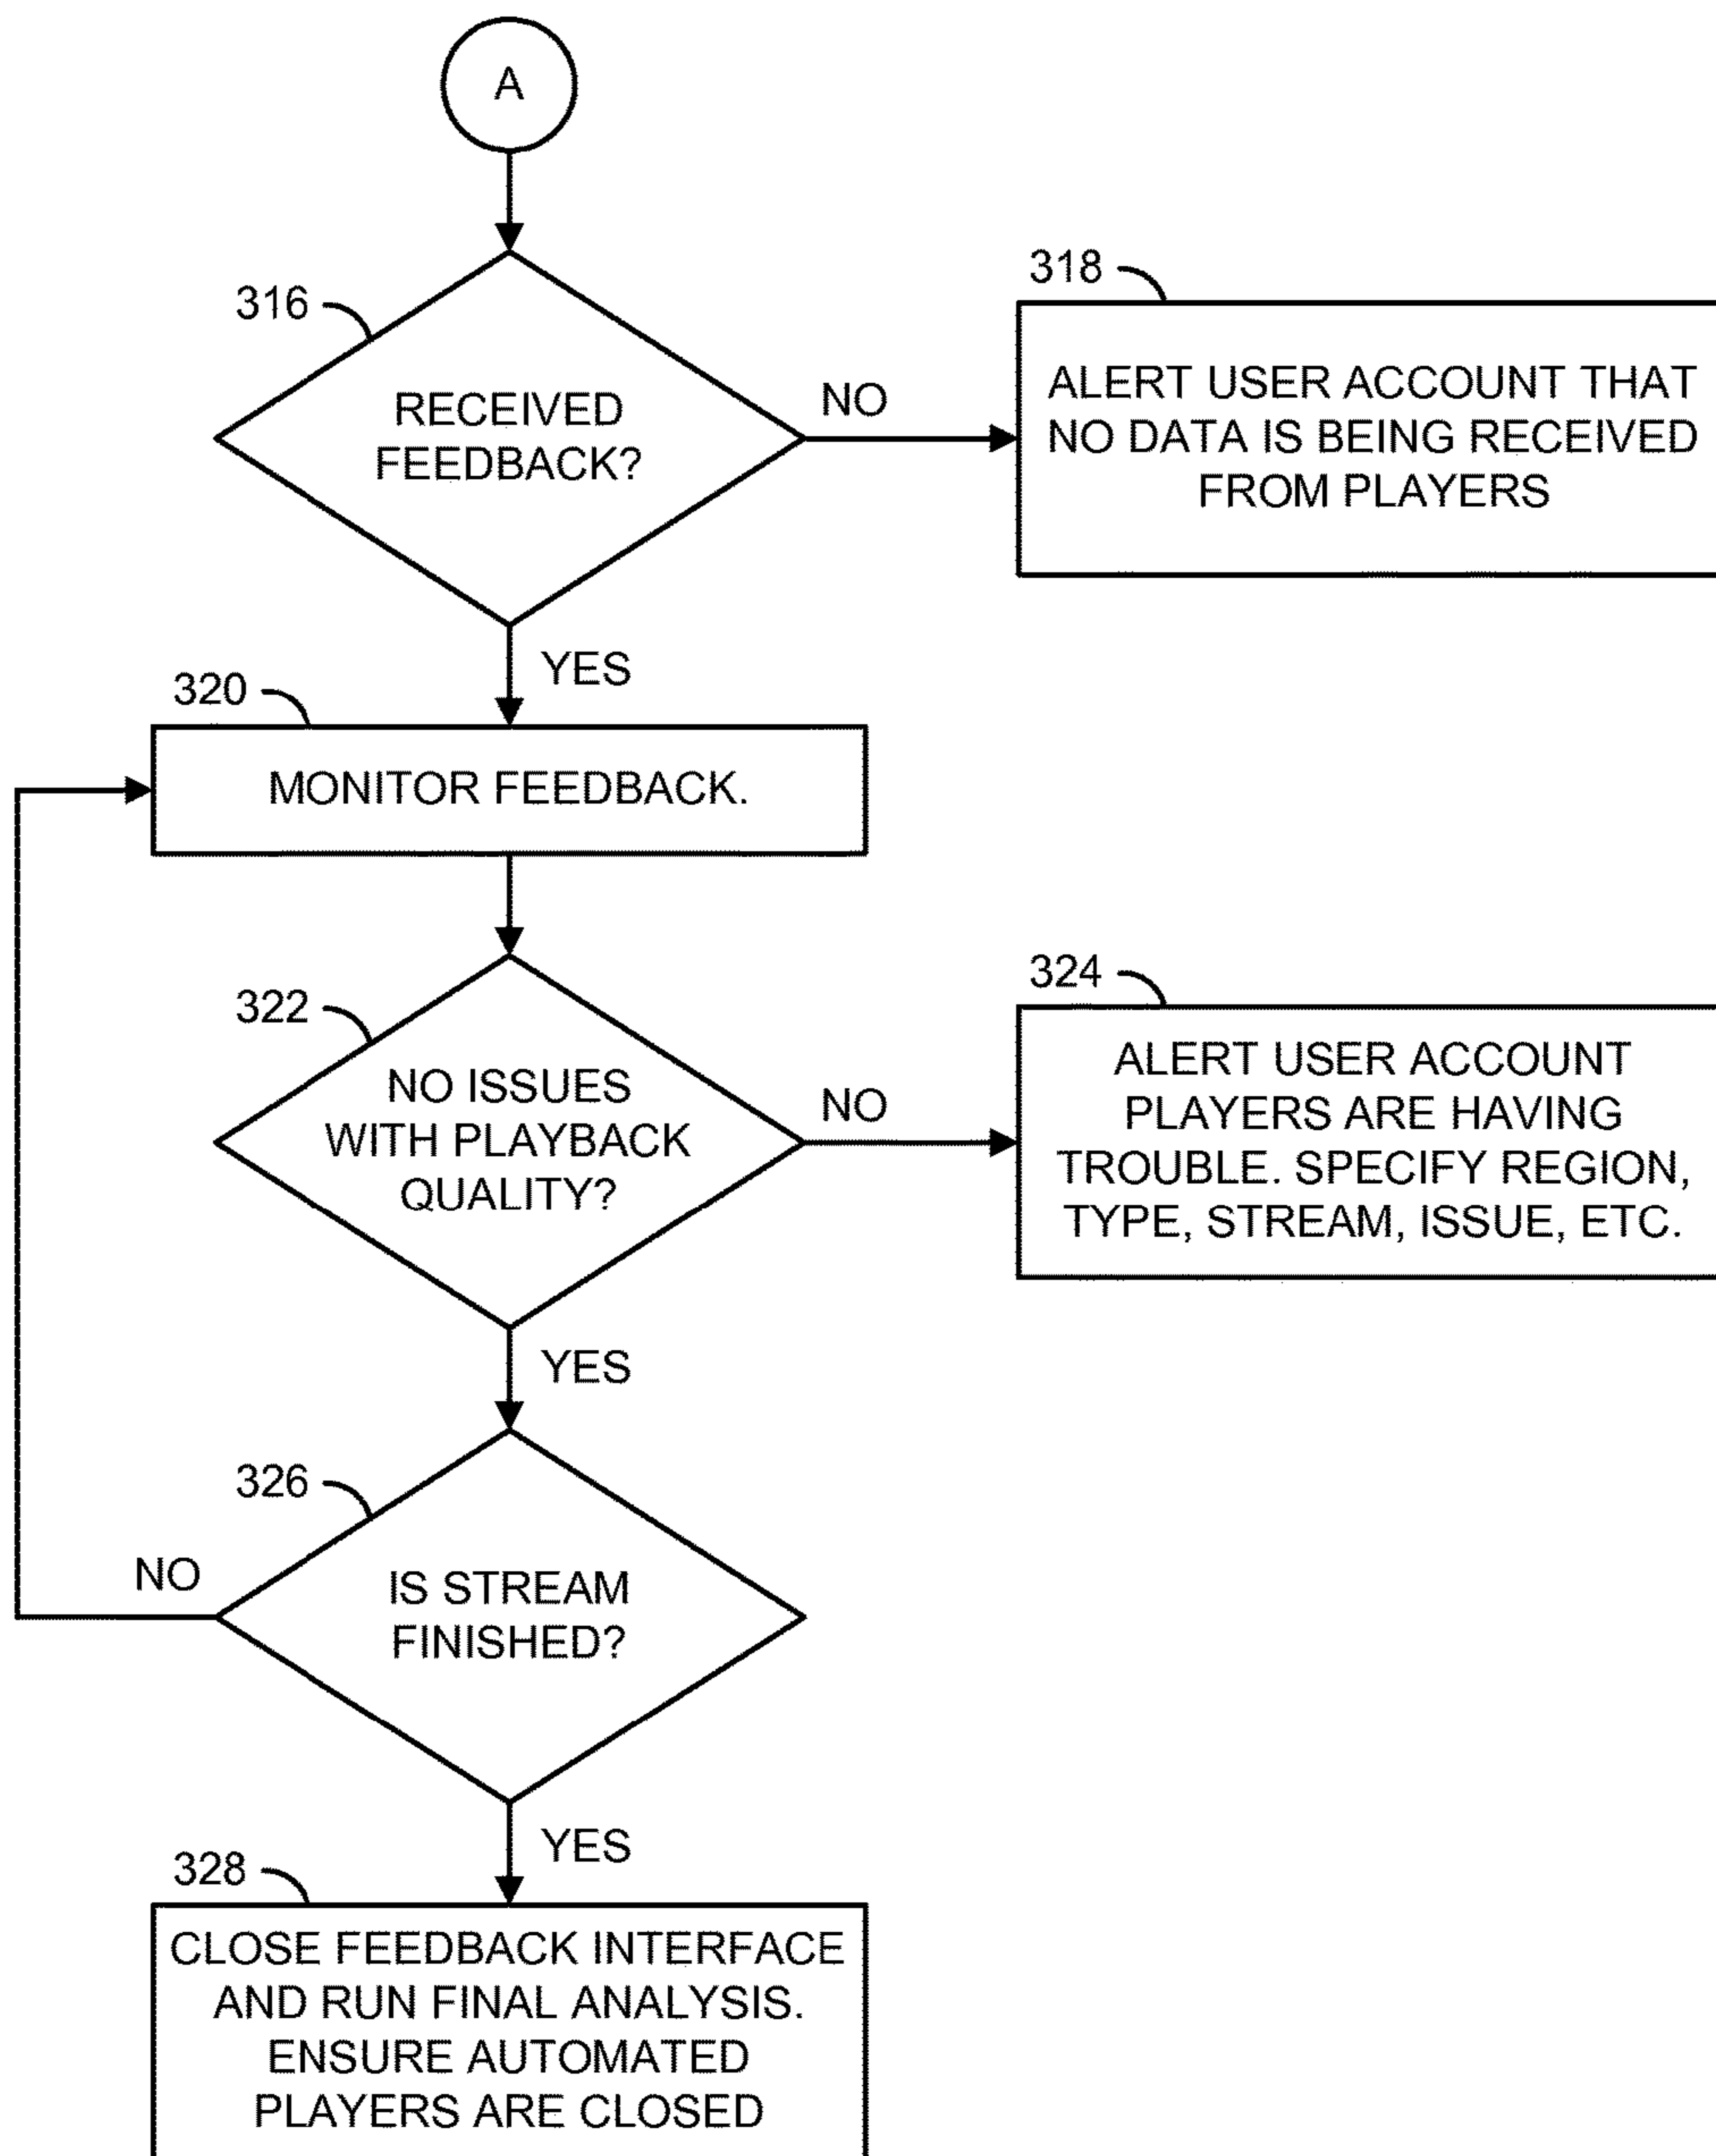 A
316
RECEIVED
FEEDBACK?
NO
318
ALERT USER ACCOUNT THAT
NO DATA IS BEING RECEIVED
FROM PLAYERS
YES
320
MONITOR FEEDBACK.
322
NO ISSUES
WITH PLAYBACK
QUALITY?
NO
324
ALERT USER ACCOUNT
PLAYERS ARE HAVING
TROUBLE. SPECIFY REGION,
TYPE, STREAM, ISSUE, ETC.
YES
326
IS STREAM
FINISHED?
NO
YES
328
CLOSE FEEDBACK INTERFACE
AND RUN FINAL ANALYSIS.
ENSURE AUTOMATED
PLAYERS ARE CLOSED